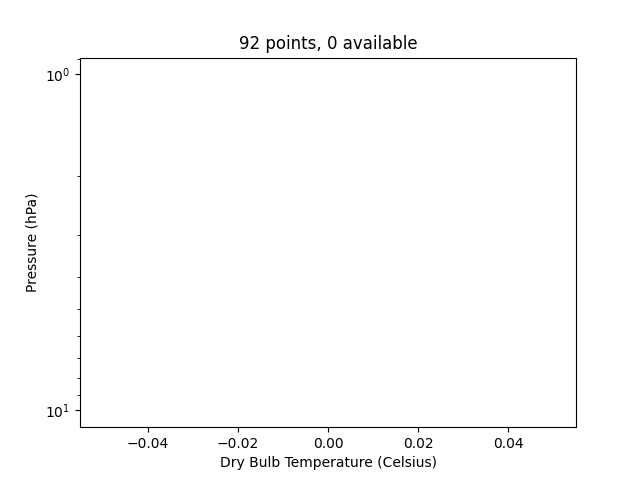 92 points, 0 available
10⁰
Pressure (hPa)
10¹
−0.04 −0.02 0.00 0.02 0.04
Dry Bulb Temperature (Celsius)